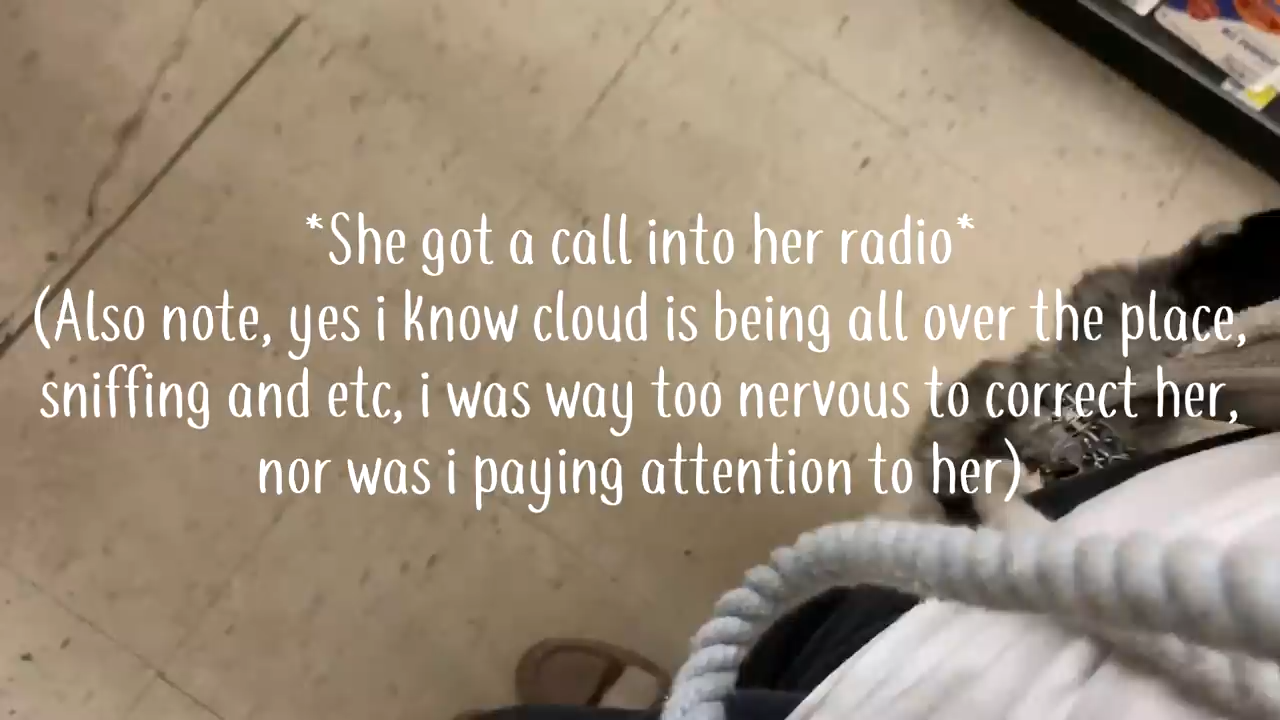 *She got a call into her radio*
(Also note, yes i know cloud is being all over the place,
sniffing and etc, i was way too nervous to correct her,
nor was i paying attention to her)